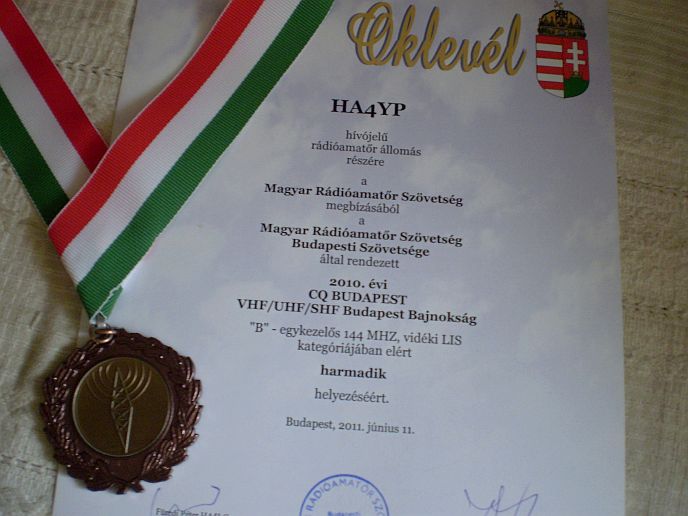 Oklevél
HA4YP
hívójelű
rádióamatőr állomás
részére
a
Magyar Rádióamatőr Szövetség
megbízásából
a
Magyar Rádióamatőr Szövetség
Budapesti Szövetsége
által rendezett
2010. évi
CQ BUDAPEST
VHF/UHF/SHF Budapest Bajnokság
"B" - egykezelős 144 MHZ, vidéki LIS
kategóriájában elért
harmadik
helyezéséért.
Budapest, 2011. június 11.
RÁDIÓAMATŐR